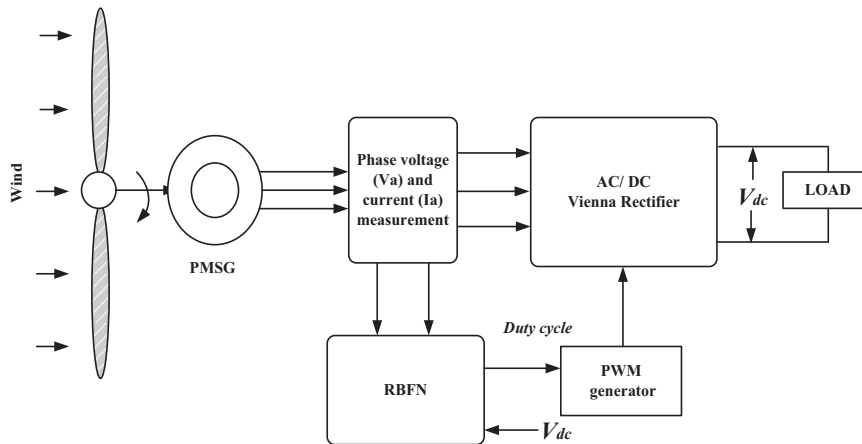 Wind
PMSG
Phase voltage
(Va) and
current (Ia)
measurement
AC/ DC
Vienna Rectifier
Vdc
LOAD
Duty cycle
RBFN
PWM
generator
Vdc